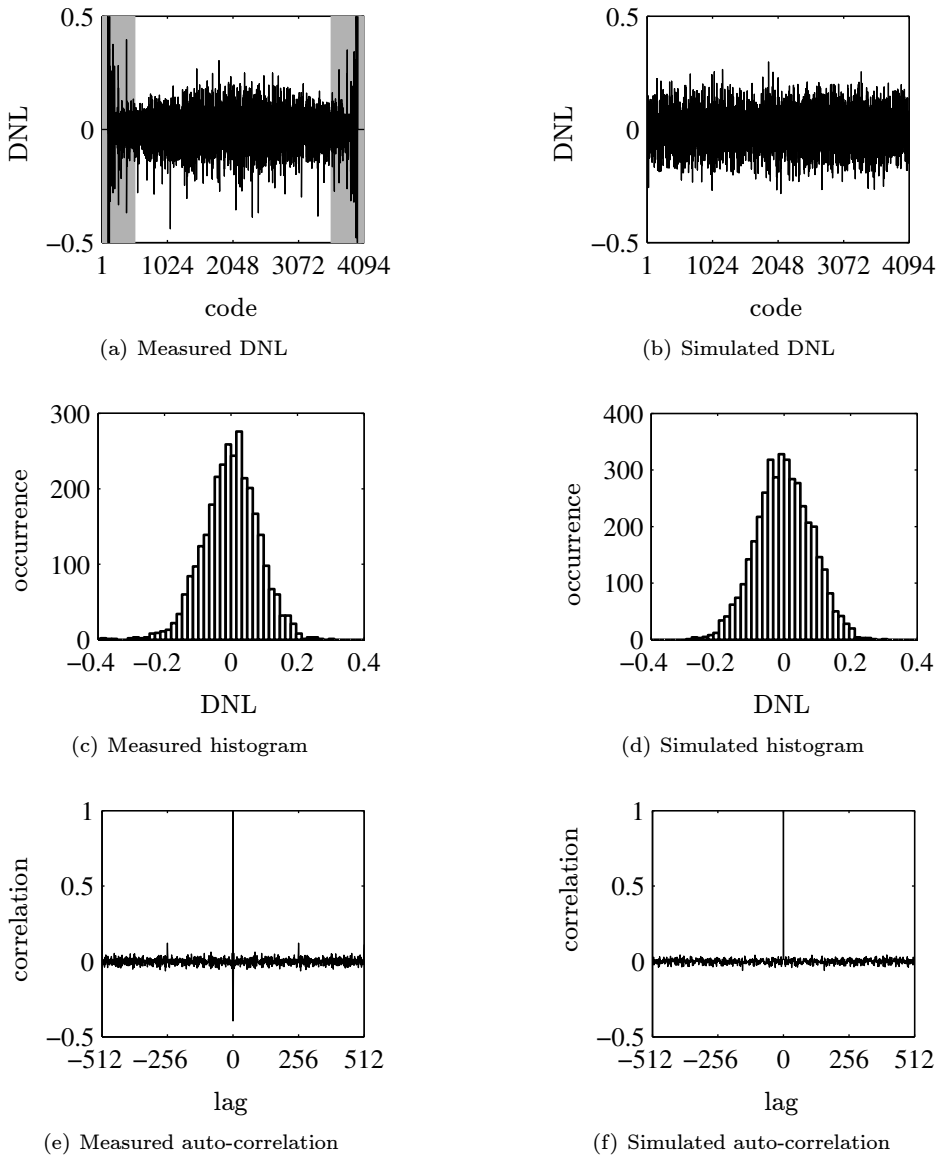 0.5
0
−0.5
DNL
1 1024 2048 3072 4094
code
(a) Measured DNL
0.5
0
−0.5
DNL
1 1024 2048 3072 4094
code
(b) Simulated DNL
300
200
100
0
occurrence
−0.4 −0.2 0 0.2 0.4
DNL
(c) Measured histogram
400
300
200
100
0
occurrence
−0.4 −0.2 0 0.2 0.4
DNL
(d) Simulated histogram
1
0.5
0
−0.5
correlation
−512 −256 0 256 512
lag
(e) Measured auto-correlation
1
0.5
0
−0.5
correlation
−512 −256 0 256 512
lag
(f) Simulated auto-correlation